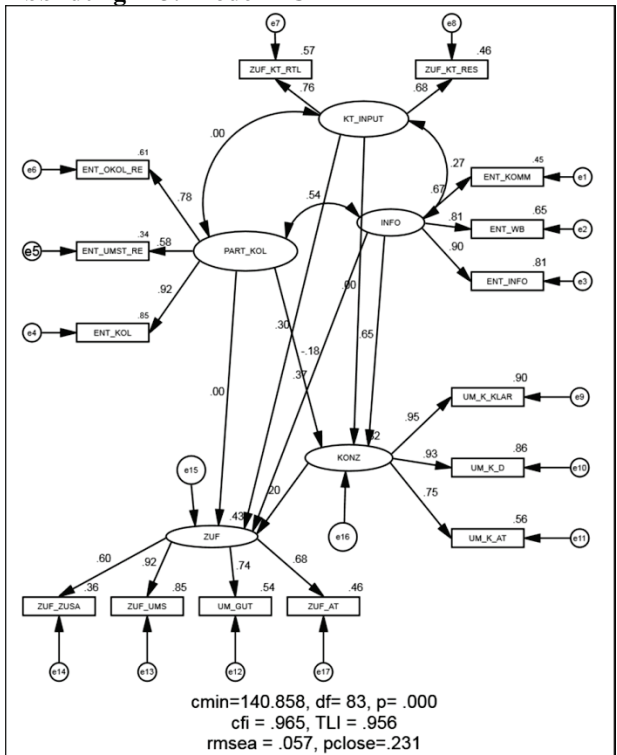 e7
e8
.57
.46
ZUF_KT_RTL
ZUF_KT_RES
.76
.68
KT_INPUT
.00
.27
.61
.45
e6
ENT_OKOL_RE
ENT_KOMM
e1
.78
.54
.67
.81
.65
INFO
ENT_WB
e2
.34
e5
ENT_UMST_RE
.58
PART_KOL
.90
.81
ENT_INFO
e3
.92
.85
.00
e4
ENT_KOL
.30
.65
-.18
.37
.00
.90
UM_K_KLAR
e9
.95
.86
.93
KONZ
UM_K_D
e10
e15
.75
.20
.56
.43
e16
UM_K_AT
e11
ZUF
.60
.92
.74
.68
.36
.85
.54
.46
ZUF_ZUSA
ZUF_UMS
UM_GUT
ZUF_AT
e14
e13
e12
e17
cmin=140.858, df= 83, p= .000
cfi = .965, TLI = .956
rmsea = .057, pclose=.231